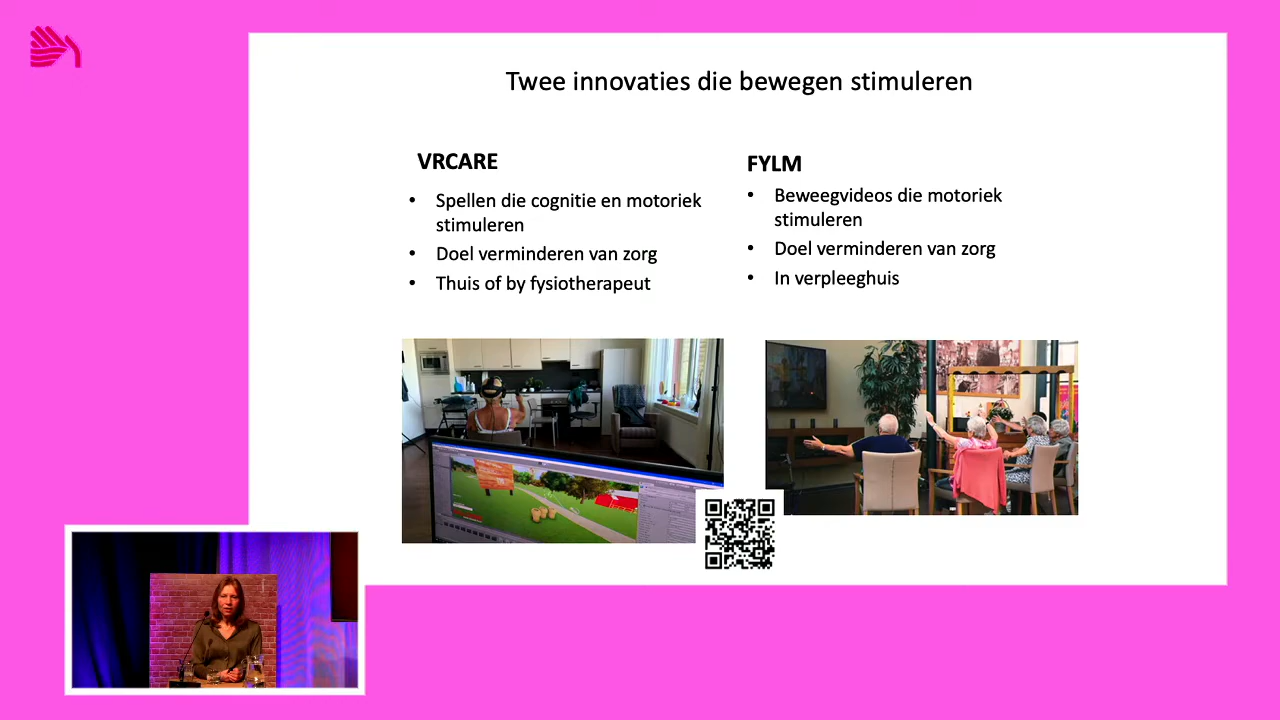 Twee innovaties die bewegen stimuleren
VRCARE
• Spellen die cognitie en motoriek
stimuleren
• Doel verminderen van zorg
• Thuis of by fysiotherapeut
FYLM
• Beweegvideos die motoriek
stimuleren
• Doel verminderen van zorg
• In verpleeghuis